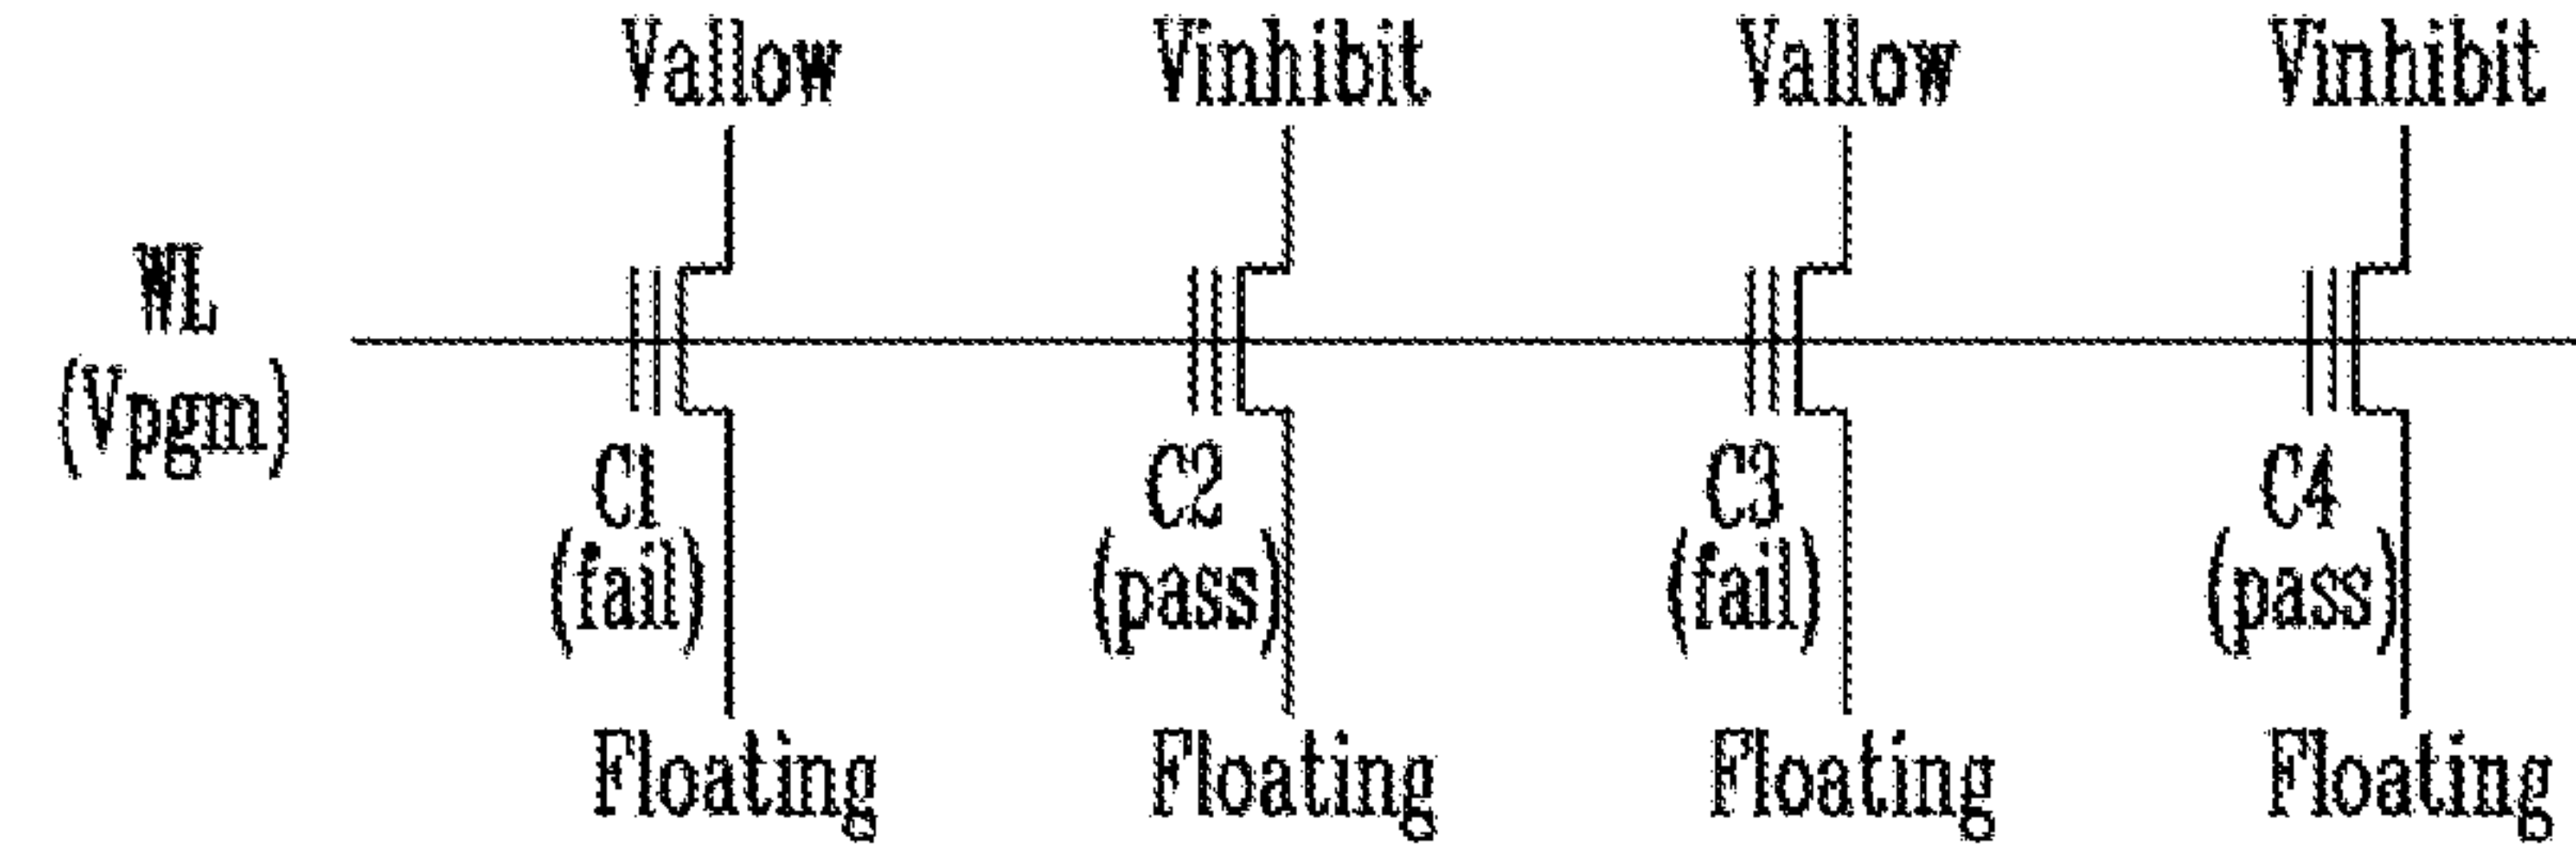 Vallow Vinhibit Vallow Vinhibit
WL
(Vpgm)
C1 C2 C3 C4
(fail) (pass) (fail) (pass)
Floating Floating Floating Floating